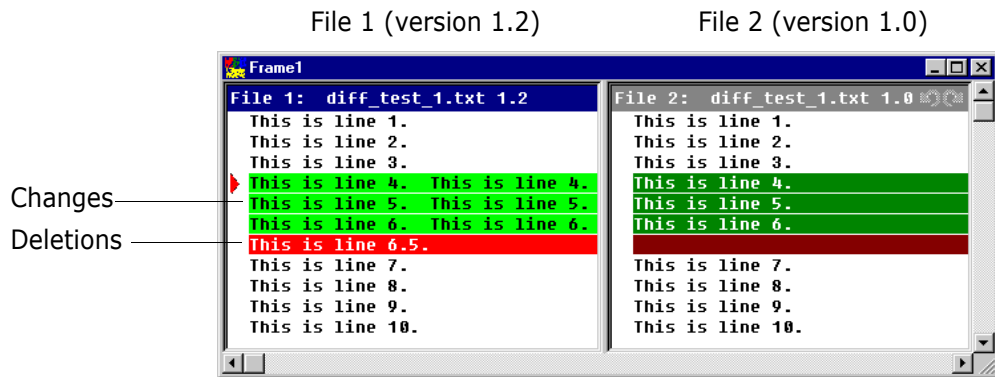 File 1 (version 1.2)
File 2 (version 1.0)
Frame1
File 1:  diff_test_1.txt 1.2
This is line 1.
This is line 2.
This is line 3.
This is line 4.  This is line 4.
This is line 5.  This is line 5.
This is line 6.  This is line 6.
This is line 6.5.
This is line 7.
This is line 8.
This is line 9.
This is line 10.
File 2:  diff_test_1.txt 1.0
This is line 1.
This is line 2.
This is line 3.
This is line 4.
This is line 5.
This is line 6.
This is line 7.
This is line 8.
This is line 9.
This is line 10.
Changes
Deletions